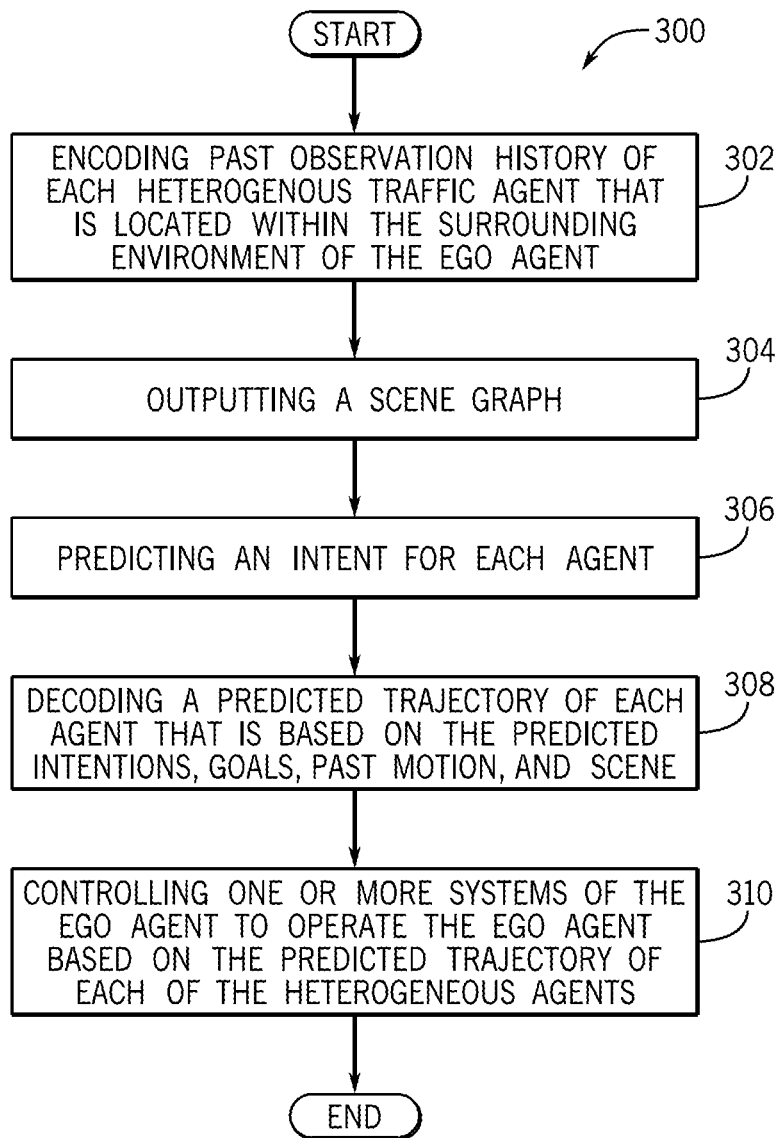 START
300
ENCODING PAST OBSERVATION HISTORY OF
EACH HETEROGENOUS TRAFFIC AGENT THAT
IS LOCATED WITHIN THE SURROUNDING
ENVIRONMENT OF THE EGO AGENT
302
OUTPUTTING A SCENE GRAPH
304
PREDICTING AN INTENT FOR EACH AGENT
306
DECODING A PREDICTED TRAJECTORY OF EACH
AGENT THAT IS BASED ON THE PREDICTED
INTENTIONS, GOALS, PAST MOTION, AND SCENE
308
CONTROLLING ONE OR MORE SYSTEMS OF THE
EGO AGENT TO OPERATE THE EGO AGENT
BASED ON THE PREDICTED TRAJECTORY OF
EACH OF THE HETEROGENEOUS AGENTS
310
END